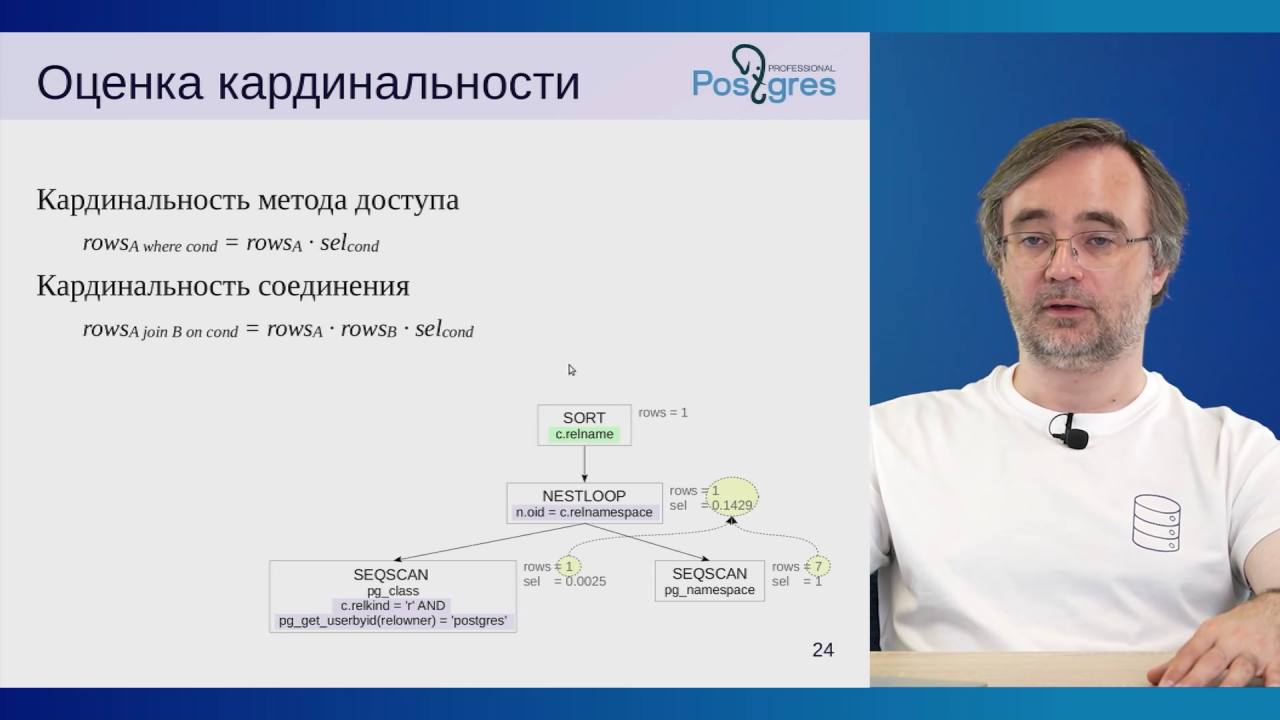 Оценка кардинальности
PROFESSIONAL
Postgres
Кардинальность метода доступа
rowsA where cond = rowsA · selcond
Кардинальность соединения
rowsA join B on cond = rowsA · rowsB · selcond
SORT
c.relname
rows = 1
NESTLOOP
n.oid = c.relnamespace
rows = 1
sel = 0.1429
SEQSCAN
pg_class
c.relkind = 'r' AND
pg_get_userbyid(relowner) = 'postgres'
rows = 1
sel = 0.0025
SEQSCAN
pg_namespace
rows = 7
sel = 1
24